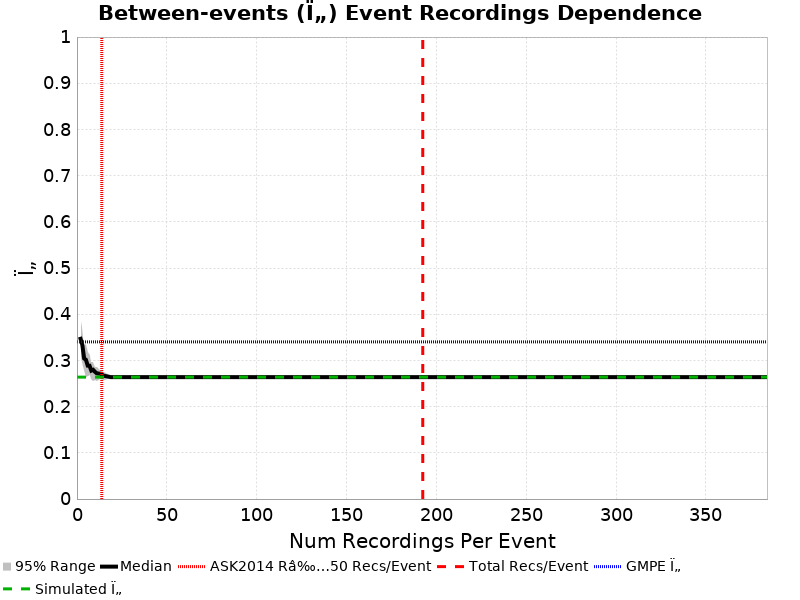 Between-events (Ï„) Event Recordings Dependence
1
0.9
0.8
0.7
0.6
0.5
0.4
0.3
0.2
0.1
0
Ï„
0 50 100 150 200 250 300 350
Num Recordings Per Event
95% Range Median ASK2014 Râ‰…50 Recs/Event Total Recs/Event GMPE Ï„
Simulated Ï„